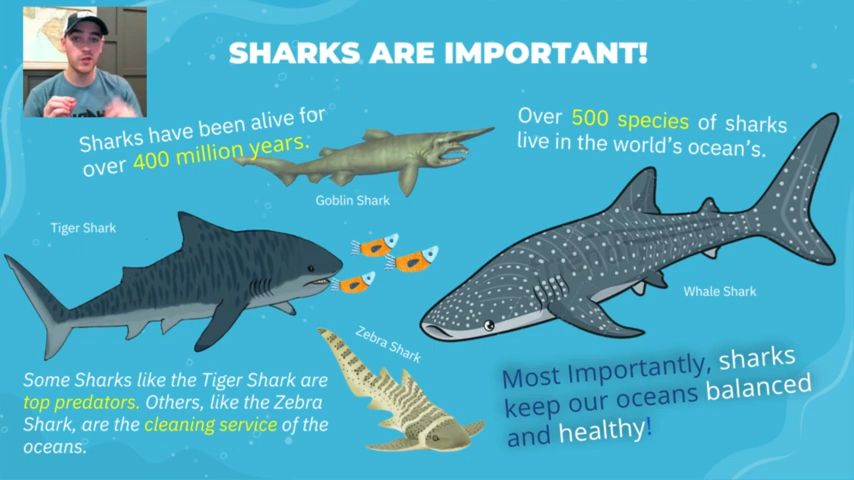 SHARKS ARE IMPORTANT!
Sharks have been alive for
over 400 million years.
Over 500 species of sharks
live in the world's ocean's.
Goblin Shark
Tiger Shark
Whale Shark
Zebra Shark
Some Sharks like the Tiger Shark are
top predators. Others, like the Zebra
Shark, are the cleaning service of the
oceans.
Most Importantly, sharks
keep our oceans balanced
and healthy!